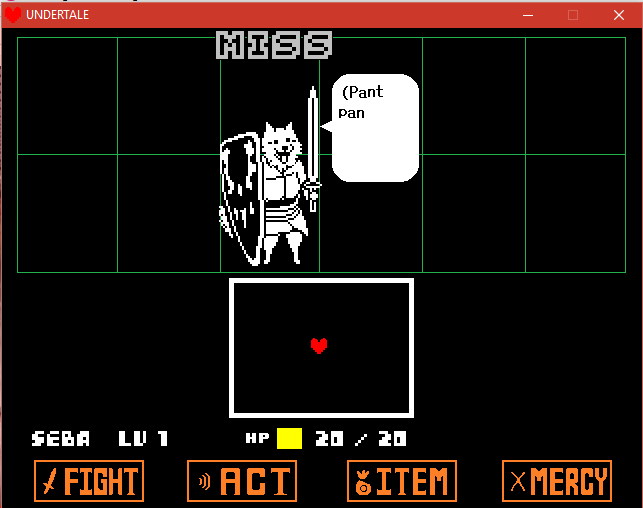 UNDERTALE
MISS
(Pant
pan
SEBA LV 1 HP 20 / 20
FIGHT ACT ITEM MERCY